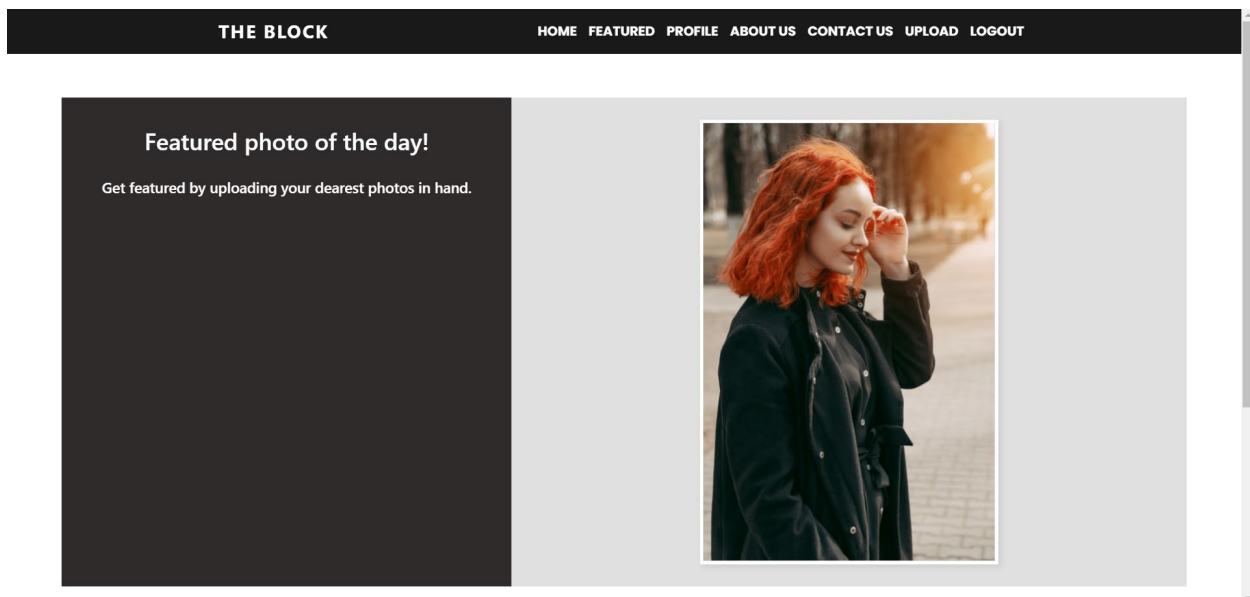 THE BLOCK
HOME FEATURED PROFILE ABOUT US CONTACT US UPLOAD LOGOUT
Featured photo of the day!
Get featured by uploading your dearest photos in hand.